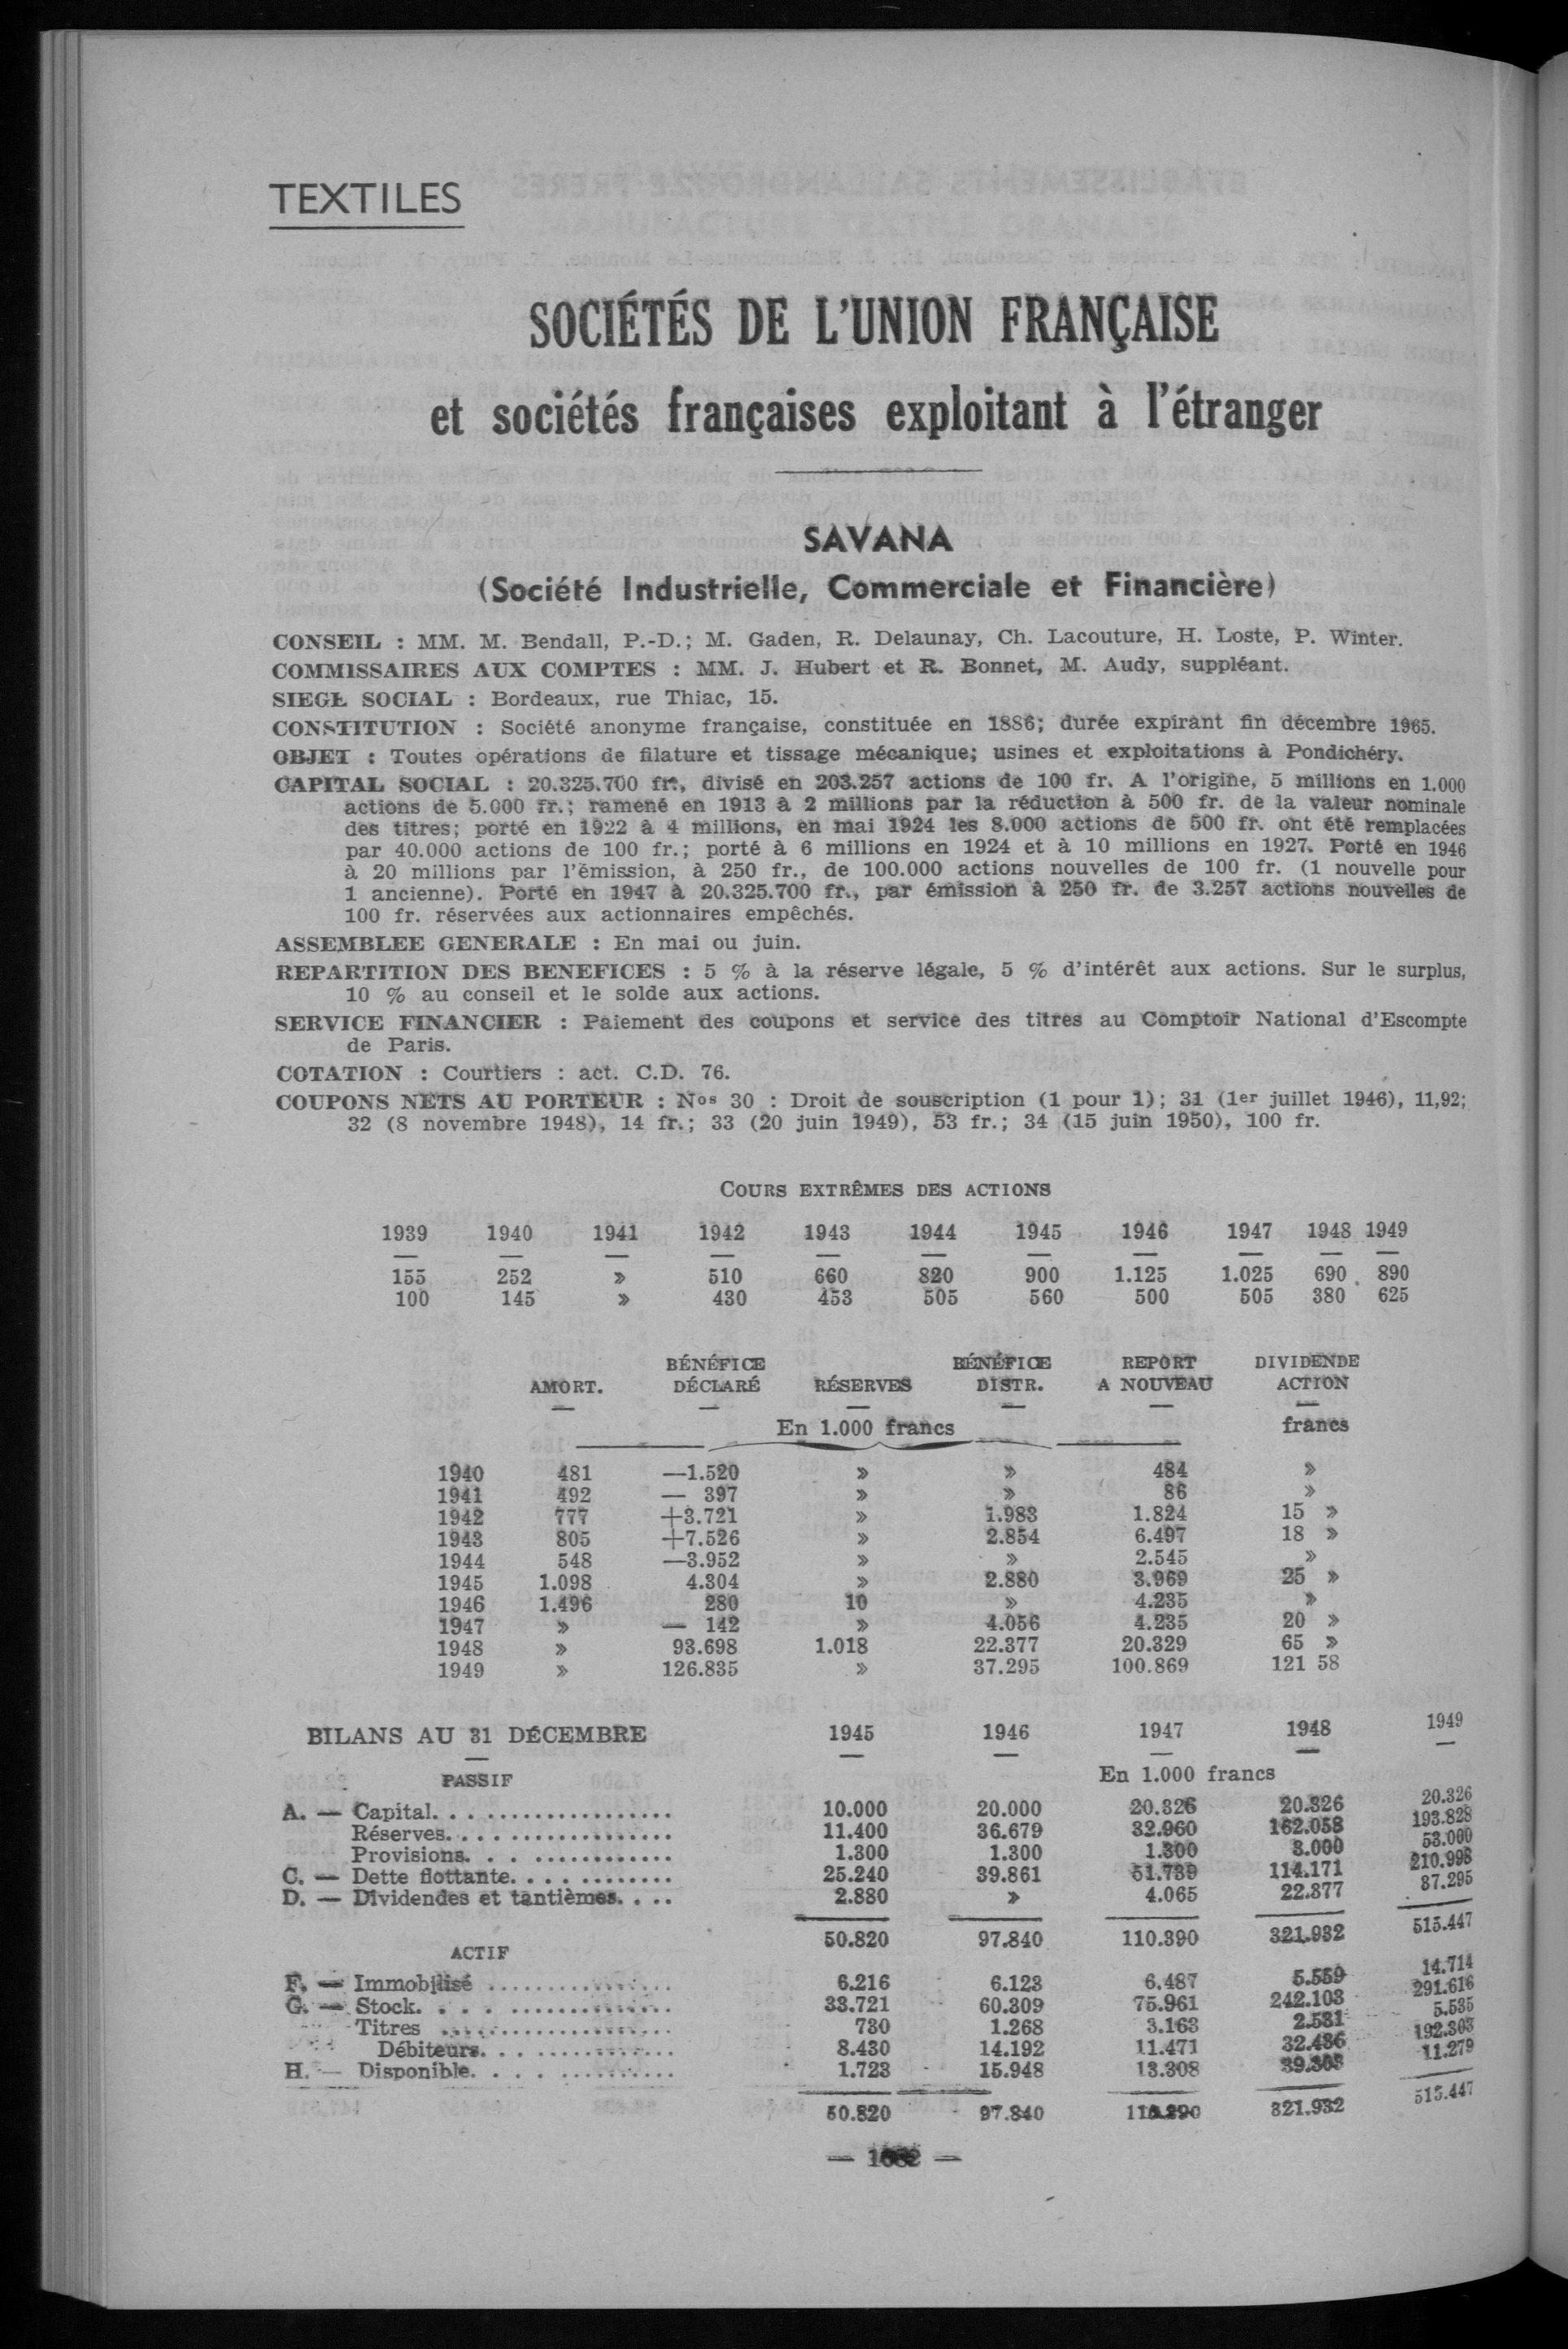 TEXTILES
SOCIÉTÉS DE L'UNION FRANÇAISE
et sociétés françaises exploitant à l'étranger
SAVANA
(Société Industrielle, Commerciale et Financière)
CONSEIL : MM. M. Bendall, P.-D.; M. Gaden, R. Delaunay, Ch. Lacouture, H. Loste, P. Winter.
COMMISSAIRES AUX COMPTES : MM. J. Hubert et R. Bonnet, M. Audy, suppléant.
SIEGE SOCIAL : Bordeaux, rue Thiac, 15.
CONSTITUTION : Société anonyme française, constituée en 1886; durée expirant fin décembre 1965.
OBJET : Toutes opérations de filature et tissage mécanique; usines et exploitations à Pondichéry.
CAPITAL SOCIAL : 20.325.700 fr., divisé en 203.257 actions de 100 fr. A l'origine, 5 millions en 1.000
actions de 5.000 fr.; ramené en 1913 à 2 millions par la réduction à 500 fr. de la valeur nominale
des titres; porté en 1922 à 4 millions, en mai 1924 les 8.000 actions de 500 fr. ont été remplacées
par 40.000 actions de 100 fr.; porté à 6 millions en 1924 et à 10 millions en 1927. Porté en 1946
à 20 millions par l'émission, à 250 fr., de 100.000 actions nouvelles de 100 fr. (1 nouvelle pour
1 ancienne). Porté en 1947 à 20.325.700 fr., par émission à 250 fr. de 3.257 actions nouvelles de
100 fr. réservées aux actionnaires empêchés.
ASSEMBLEE GENERALE : En mai ou juin.
REPARTITION DES BENEFICES : 5 % à la réserve légale, 5 % d'intérêt aux actions. Sur le surplus,
10 % au conseil et le solde aux actions.
SERVICE FINANCIER : Paiement des coupons et service des titres au Comptoir National d'Escompte
de Paris.
COTATION : Courtiers : act. C.D. 76.
COUPONS NETS AU PORTEUR : Nos 30 : Droit de souscription (1 pour 1); 31 (1er juillet 1946), 11,92;
32 (8 novembre 1948), 14 fr.; 33 (20 juin 1949), 53 fr.; 34 (15 juin 1950), 100 fr.
COURS EXTRÊMES DES ACTIONS
1939 1940 1941 1942 1943 1944 1945 1946 1947 1948 1949
155 252 » 510 660 820 900 1.125 1.025 690 890
100 145 » 430 453 505 560 500 505 380 625
BÉNÉFICE BÉNÉFICE REPORT DIVIDENDE
AMORT. DÉCLARÉ RÉSERVES DISTR. A NOUVEAU ACTION
En 1.000 francs francs
1940 481 —1.520 » » 484 »
1941 492 — 397 » » 86 »
1942 777 +3.721 » 1.983 1.824 15 »
1943 805 +7.526 » 2.854 6.497 18 »
1944 548 —3.952 » » 2.545 »
1945 1.098 4.304 » 2.880 3.969 25 »
1946 1.496 280 10 » 4.235 »
1947 » — 142 » 4.056 4.235 20 »
1948 » 93.698 1.018 22.377 20.329 65 »
1949 » 126.835 » 37.295 100.869 121 58
BILANS AU 31 DÉCEMBRE 1945 1946 1947 1948 1949
PASSIF En 1.000 francs
A. — Capital. . . . . . . . . . . . . . . . . . . 10.000 20.000 20.326 20.326 20.326
Réserves. . . . . . . . . . . . . . . . . . . 11.400 36.679 32.960 162.058 193.828
Provisions. . . . . . . . . . . . . . . 1.300 1.300 1.300 3.000 53.000
C. — Dette flottante. . . . . . . . . . . . 25.240 39.861 51.739 114.171 210.998
D. — Dividendes et tantièmes. . . . 2.880 » 4.065 22.377 37.295
50.820 97.840 110.390 321.932 515.447
ACTIF
F. — Immobilisé . . . . . . . . . . . . . . . 6.216 6.123 6.487 5.559 14.714
G. — Stock. . . . . . . . . . . . . . . . . 33.721 60.309 75.961 242.103 291.616
Titres . . . . . . . . . . . . . . . . . . . 730 1.268 3.163 2.531 5.535
Débiteurs. . . . . . . . . . . . . . . 8.430 14.192 11.471 32.436 192.303
H. — Disponible. . . . . . . . . . . . . . 1.723 15.948 13.308 39.303 11.279
50.820 97.840 321.932 515.447